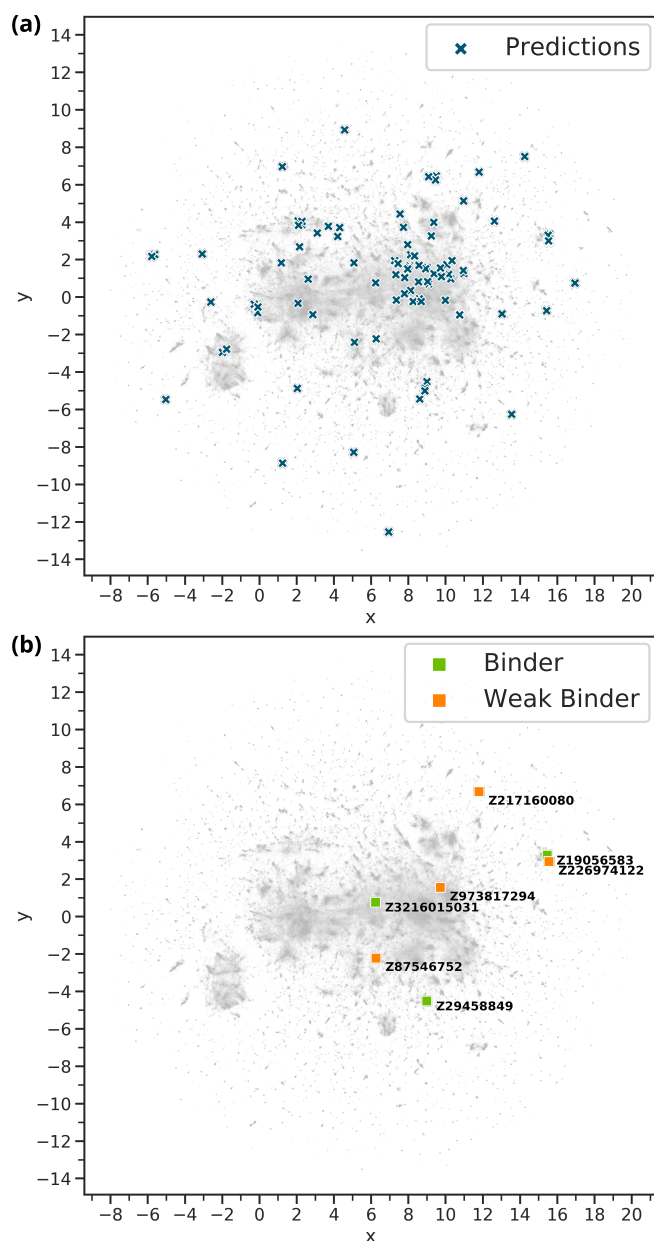 (a)
Predictions
14
12
10
8
6
4
2
0
−2
−4
−6
−8
−10
−12
−14
y
−8 −6 −4 −2 0 2 4 6 8 10 12 14 16 18 20
x
(b)
Binder
Weak Binder
14
12
10
8
6
4
2
0
−2
−4
−6
−8
−10
−12
−14
y
Z217160080
Z19056583
Z226974122
Z973817294
Z3216015031
Z87546752
Z29458849
−8 −6 −4 −2 0 2 4 6 8 10 12 14 16 18 20
x